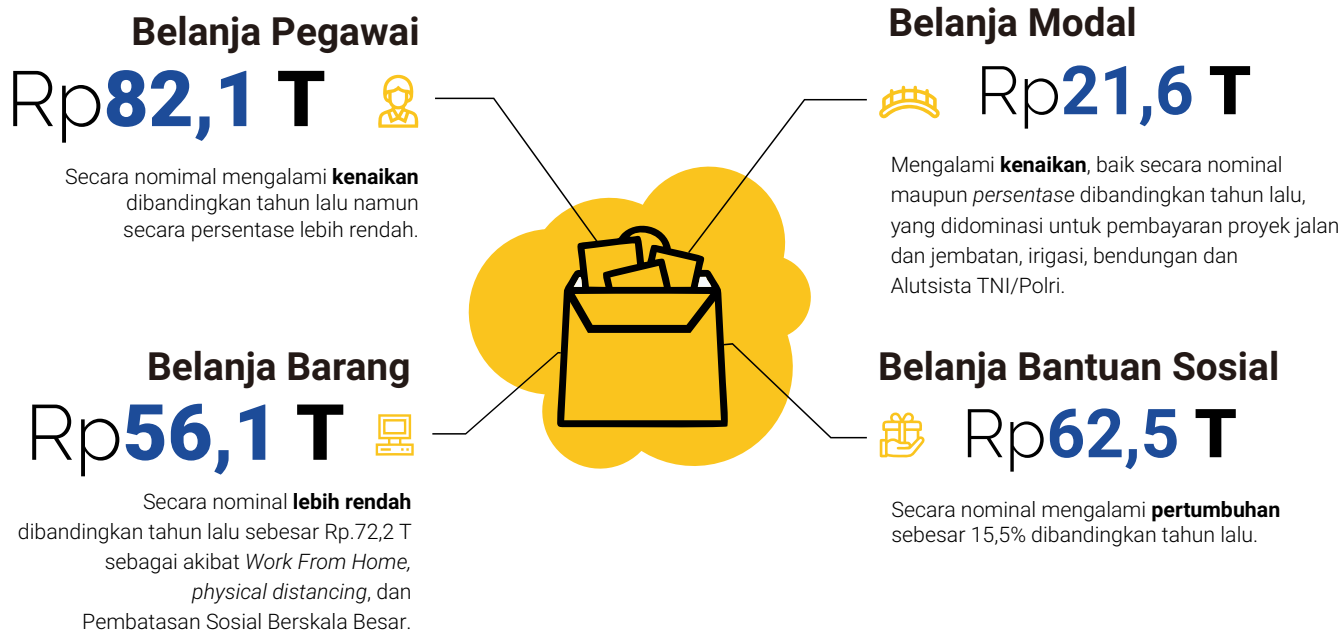 Belanja Pegawai
Rp82,1 T
Secara nomimal mengalami kenaikan
dibandingkan tahun lalu namun
secara persentase lebih rendah.
Belanja Modal
Rp21,6 T
Mengalami kenaikan, baik secara nominal
maupun persentase dibandingkan tahun lalu,
yang didominasi untuk pembayaran proyek jalan
dan jembatan, irigasi, bendungan dan
Alutsista TNI/Polri.
Belanja Barang
Rp56,1 T
Secara nominal lebih rendah
dibandingkan tahun lalu sebesar Rp.72,2 T
sebagai akibat Work From Home,
physical distancing, dan
Pembatasan Sosial Berskala Besar.
Belanja Bantuan Sosial
Rp62,5 T
Secara nominal mengalami pertumbuhan
sebesar 15,5% dibandingkan tahun lalu.